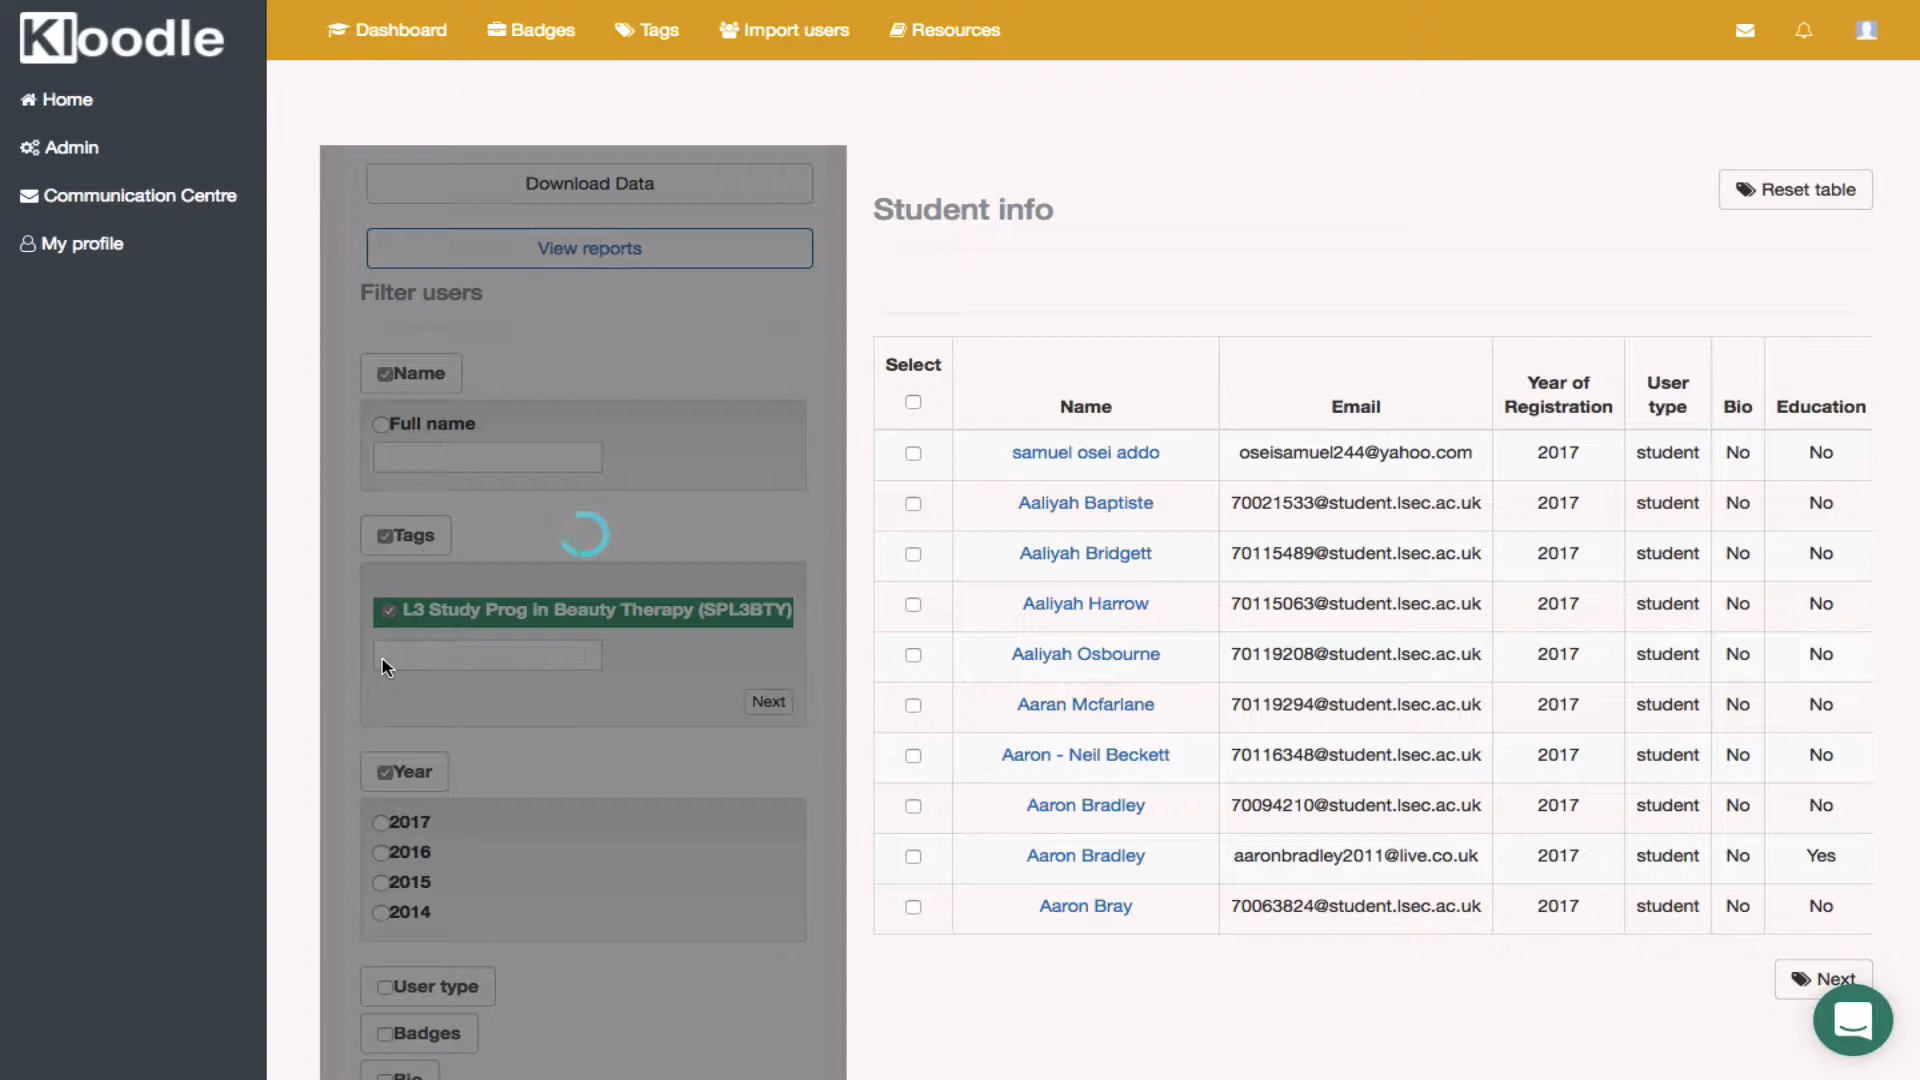 Kloodle
Dashboard Badges Tags Import users Resources
Home
Admin
Communication Centre
My profile
Download Data
View reports
Filter users
Name
Full name
Tags
L3 Study Prog in Beauty Therapy (SPL3BTY)
Next
Year
2017
2016
2015
2014
User type
Badges
Bio
Student info
Reset table
Select Name Email Year of Registration User type Bio Education
samuel osei addo oseisamuel244@yahoo.com 2017 student No No
Aaliyah Baptiste 70021533@student.lsec.ac.uk 2017 student No No
Aaliyah Bridgett 70115489@student.lsec.ac.uk 2017 student No No
Aaliyah Harrow 70115063@student.lsec.ac.uk 2017 student No No
Aaliyah Osbourne 70119208@student.lsec.ac.uk 2017 student No No
Aaran Mcfarlane 70119294@student.lsec.ac.uk 2017 student No No
Aaron - Neil Beckett 70116348@student.lsec.ac.uk 2017 student No No
Aaron Bradley 70094210@student.lsec.ac.uk 2017 student No No
Aaron Bradley aaronbradley2011@live.co.uk 2017 student No Yes
Aaron Bray 70063824@student.lsec.ac.uk 2017 student No No
Next